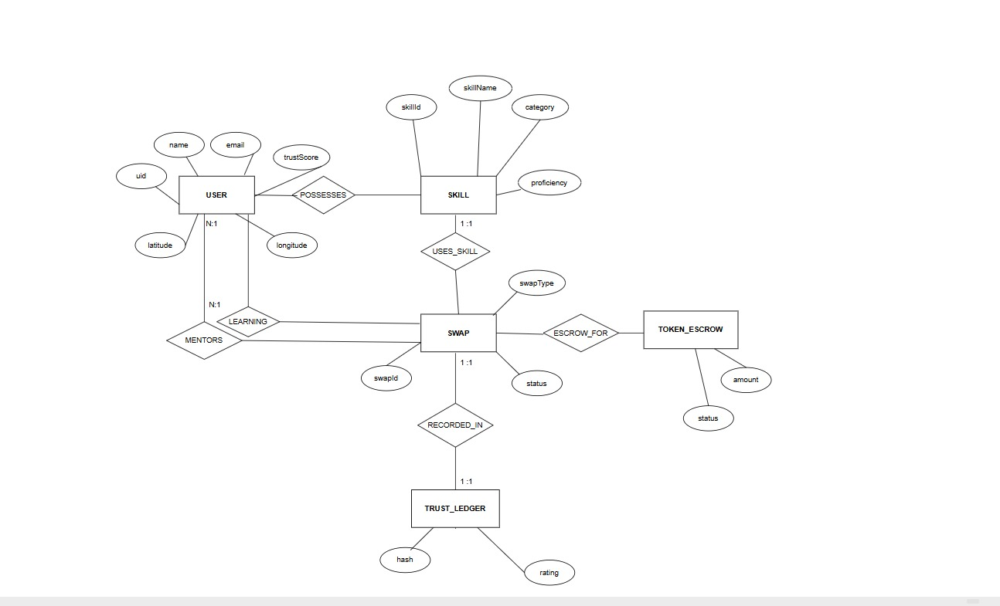 skillName
skillId
category
name
email
trustScore
uid
proficiency
USER
POSSESSES
SKILL
N:1
1 :1
latitude
longitude
USES_SKILL
swapType
N:1
LEARNING
MENTORS
SWAP
ESCROW_FOR
TOKEN_ESCROW
1 :1
swapId
status
amount
status
RECORDED_IN
1 :1
TRUST_LEDGER
hash
rating